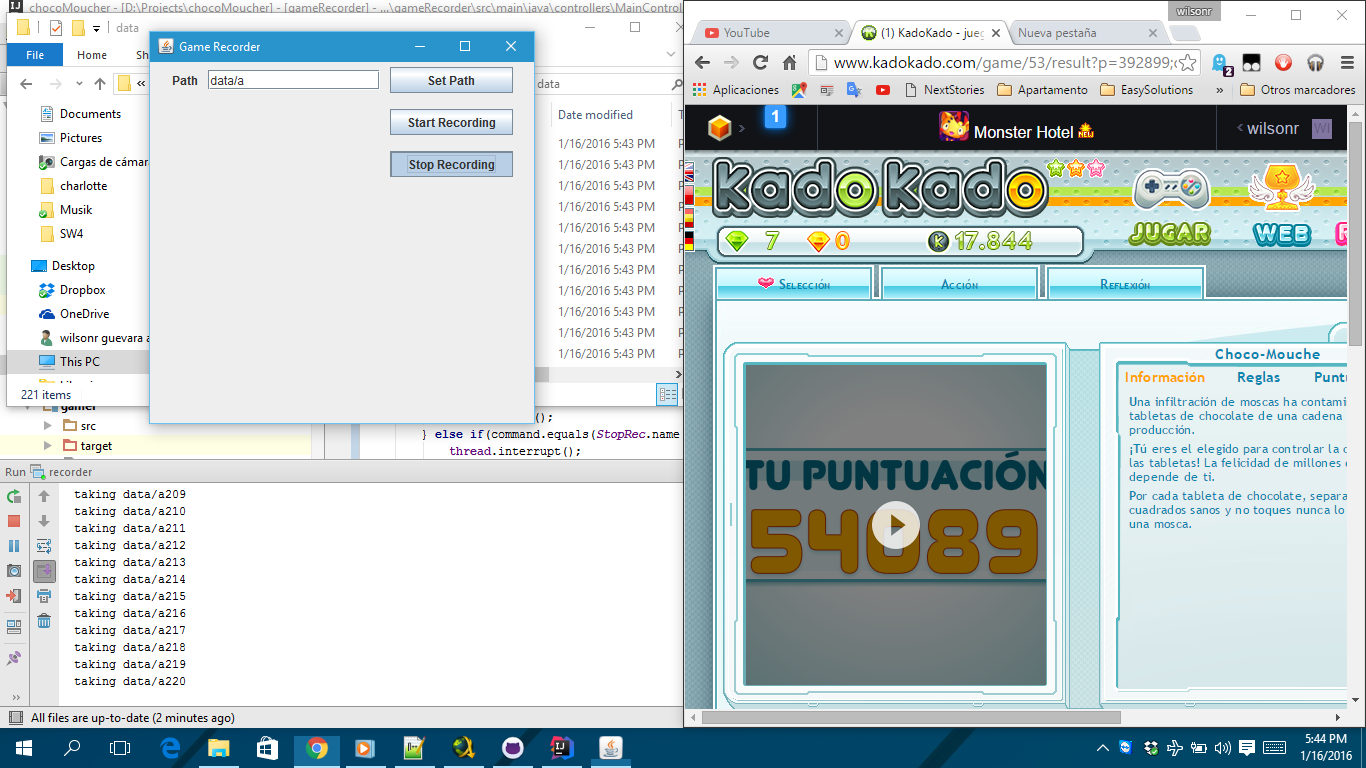 chocoMoucher - [D:\Projects\chocoMoucher] - [gameRecorder] - ...\gameRecorder\src\main\java\controllers\MainControl
data
File
Home
Documents
Pictures
Cargas de cámar
charlotte
Musik
SW4
Desktop
Dropbox
OneDrive
wilsonr guevara a
This PC
221 items
Game Recorder
Path
data/a
Set Path
Start Recording
Stop Recording
data
Date modified
1/16/2016 5:43 PM
1/16/2016 5:43 PM
1/16/2016 5:43 PM
1/16/2016 5:43 PM
1/16/2016 5:43 PM
1/16/2016 5:43 PM
1/16/2016 5:43 PM
1/16/2016 5:43 PM
1/16/2016 5:43 PM
1/16/2016 5:43 PM
1/16/2016 5:43 PM
src
target
();
} else if(command.equals(StopRec.name
thread.interrupt();
Run recorder
taking data/a209
taking data/a210
taking data/a211
taking data/a212
taking data/a213
taking data/a214
taking data/a215
taking data/a216
taking data/a217
taking data/a218
taking data/a219
taking data/a220
All files are up-to-date (2 minutes ago)
wilsonr
YouTube
(1) KadoKado - jueg
Nueva pestaña
www.kadokado.com/game/53/result?p=392899;
2
Aplicaciones
NextStories
Apartamento
EasySolutions
»
Otros marcadores
1
Monster Hotel NEW
wilsonr
WI
kadokado
7
0
K 17.844
JUGAR
WEB
Selección
Acción
Reflexión
TU PUNTUACIÓN
54089
Choco-Mouche
Información
Reglas
Puntu
Una infiltración de moscas ha contami
tabletas de chocolate de una cadena
producción.
¡Tú eres el elegido para controlar la c
las tabletas! La felicidad de millones
depende de ti.
Por cada tableta de chocolate, separa
cuadrados sanos y no toques nunca lo
una mosca.
5:44 PM
1/16/2016